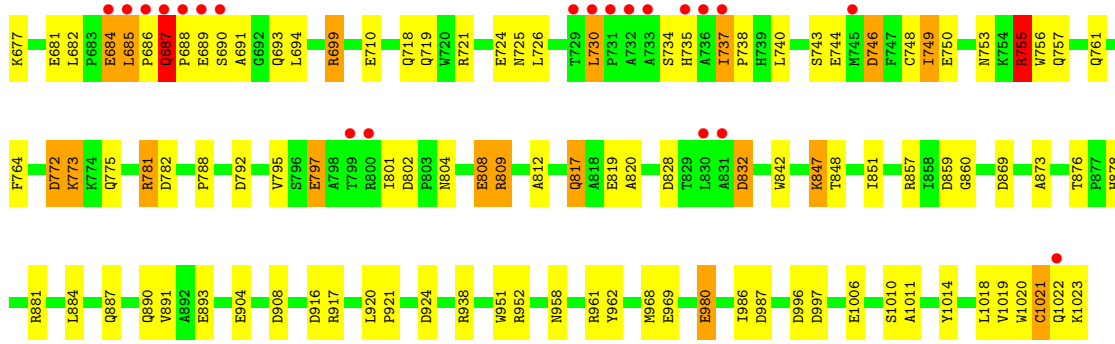 K677 E681 L682 P683 E684 L685 P686 Q687 P688 E689 S690 A691 G692 Q693 L694 R699 E710 Q718 Q719 W720 R721 E724 N725 L726 T729 L730 P731 A732 A733 S734 H735 A736 I737 P738 H739 L740 S743 E744 M745 D746 F747 C748 I749 E750 N753 K754 R755 W756 Q757 Q761
F764 D772 K773 K774 Q775 R781 D782 P788 D792 V795 S796 E797 A798 T799 R800 I801 D802 P803 N804 E808 R809 A812 Q817 A818 E819 A820 D828 T829 L830 A831 D832 W842 K847 T848 I851 R857 I858 D859 G860 D869 A873 T876 P877 H878
R881 L884 Q887 Q890 V891 A892 E893 E904 D908 D916 R917 L920 P921 D924 R938 W951 R952 N958 R961 Y962 M968 E969 E980 I986 D987 D996 D997 E1006 S1010 A1011 Y1014 L1018 V1019 W1020 C1021 Q1022 K1023